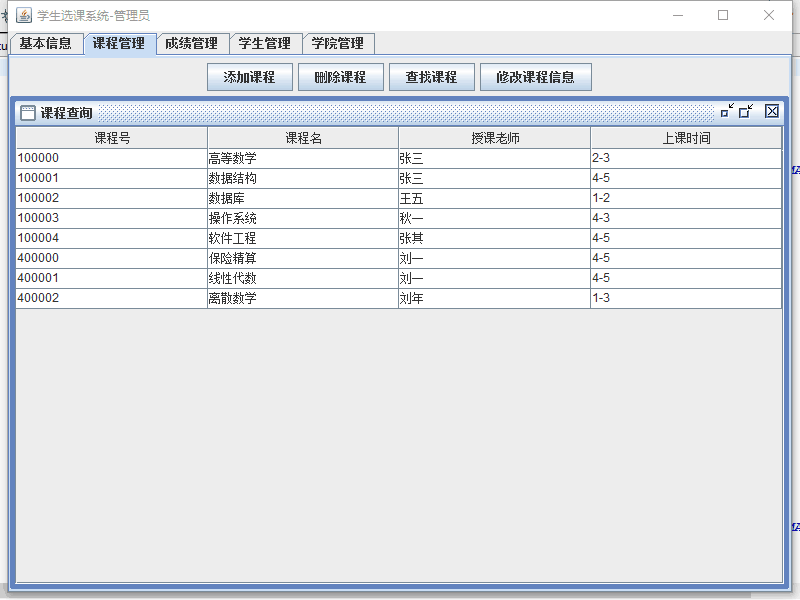 学生选课系统-管理员
基本信息 课程管理 成绩管理 学生管理 学院管理
添加课程 删除课程 查找课程 修改课程信息
课程查询
课程号 课程名 授课老师 上课时间
100000 高等数学 张三 2-3
100001 数据结构 张三 4-5
100002 数据库 王五 1-2
100003 操作系统 秋一 4-3
100004 软件工程 张其 4-5
400000 保险精算 刘一 4-5
400001 线性代数 刘一 4-5
400002 离散数学 刘年 1-3